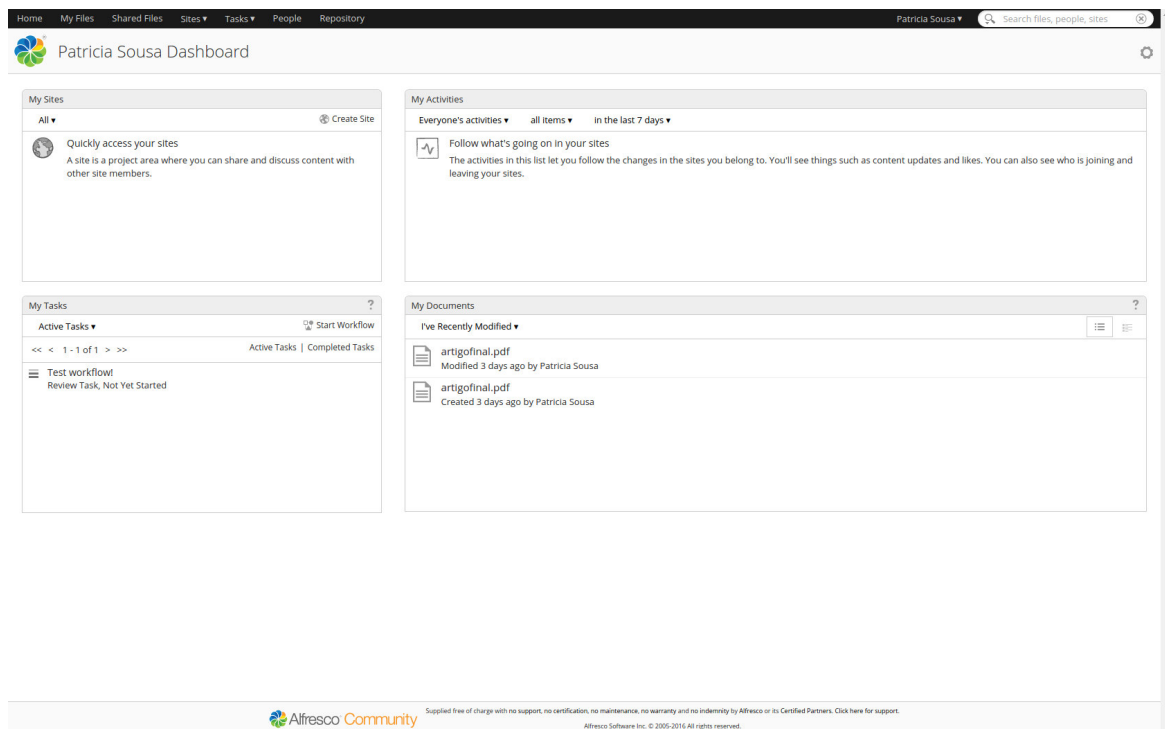 Home My Files Shared Files Sites ▾ Tasks ▾ People Repository Patricia Sousa ▾ Search files, people, sites
Patricia Sousa Dashboard
My Sites
All ▾ Create Site
Quickly access your sites
A site is a project area where you can share and discuss content with
other site members.
My Activities
Everyone's activities ▾ all items ▾ in the last 7 days ▾
Follow what's going on in your sites
The activities in this list let you follow the changes in the sites you belong to. You'll see things such as content updates and likes. You can also see who is joining and
leaving your sites.
My Tasks ?
Active Tasks ▾ Start Workflow
<< < 1 - 1 of 1 > >> Active Tasks | Completed Tasks
Test workflow!
Review Task, Not Yet Started
My Documents ?
I've Recently Modified ▾
artigofinal.pdf
Modified 3 days ago by Patricia Sousa
artigofinal.pdf
Created 3 days ago by Patricia Sousa
Alfresco Community
Supplied free of charge with no support, no certification, no maintenance, no warranty and no indemnity by Alfresco or its Certified Partners. Click here for support.
Alfresco Software Inc. © 2005-2016 All rights reserved.